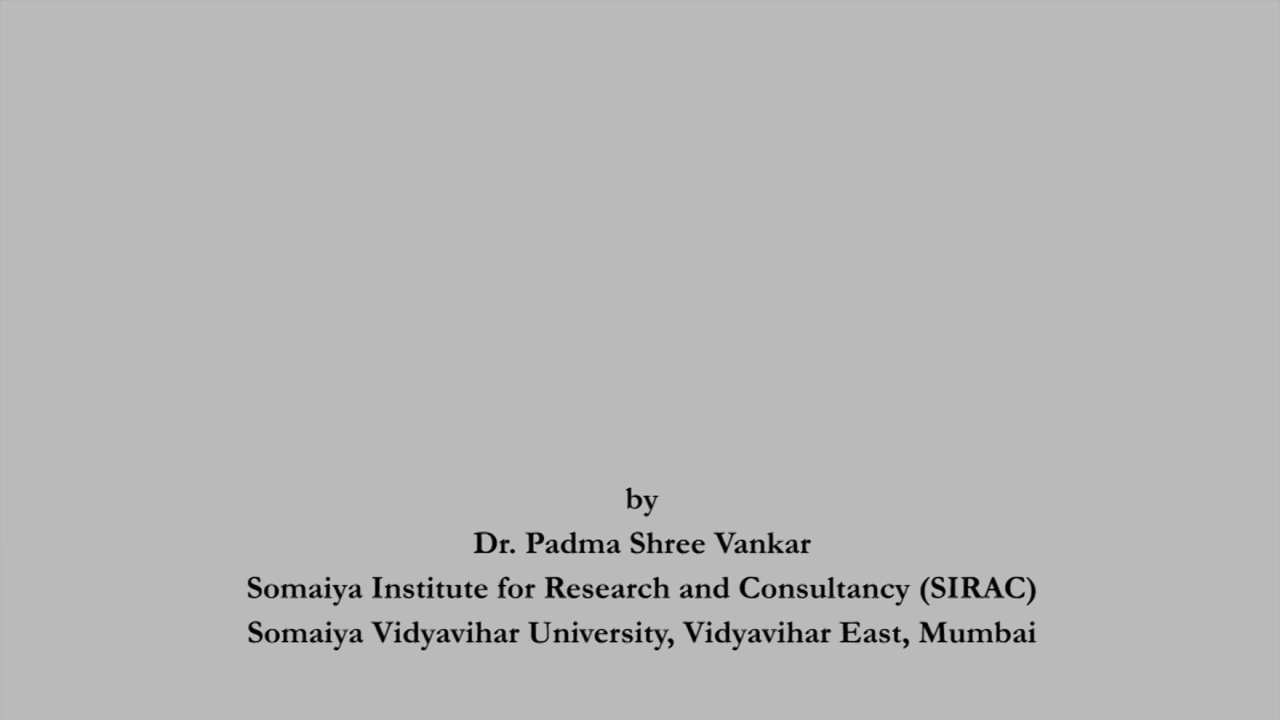 by
Dr. Padma Shree Vankar
Somaiya Institute for Research and Consultancy (SIRAC)
Somaiya Vidyavihar University, Vidyavihar East, Mumbai